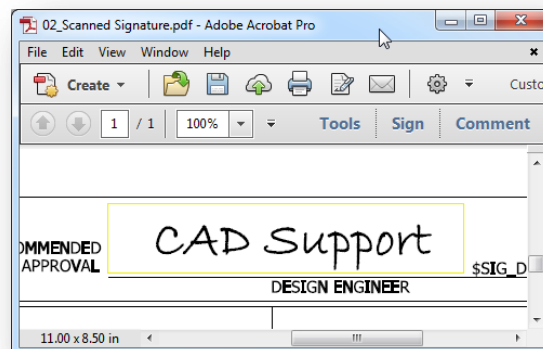 02_Scanned Signature.pdf - Adobe Acrobat Pro
File Edit View Window Help
Create Custo
1 / 1 100% Tools Sign Comment
OMMENDED
APPROVAL
CAD Support
$SIG_D
DESIGN ENGINEER
11.00 x 8.50 in